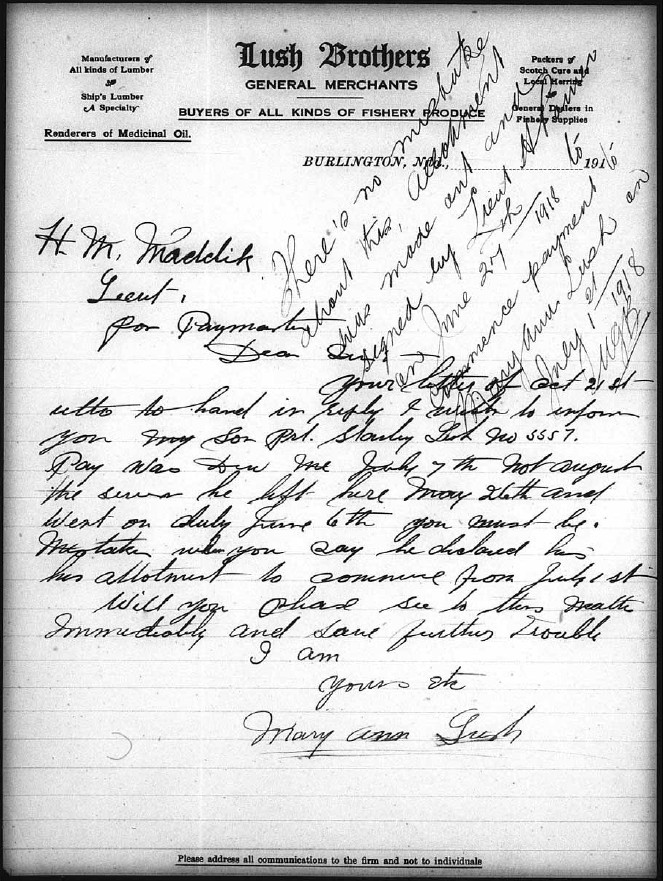 Manufacturers of
All kinds of Lumber
Ship's Lumber
A Specialty
Renderers of Medicinal Oil.
Lush Brothers
GENERAL MERCHANTS
BUYERS OF ALL KINDS OF FISHERY PRODUCE
Packers of
Scotch Cure and
Local Herring
General Dealers in
Fishery Supplies
BURLINGTON, Nfld., 191
There's no mistake
about this, allotment
was made out and
signed by Lieut
on June 27th 1918 to
commence payment to
Mary Ann Lush on
July 1st 1918
H. M. Maddik
Lieut,
for Paymaster
Dear Sir
Your letter of Oct 21st
ulto to hand in reply I wish to inform
you my Son Pvt. Stanley Lush No 5557.
Pay was Due me July 7th Not august
the same he left here May 26th and
Went on duty June 6th you must be.
Mistaken when you say he declared his
his allotment to commence from July 1st
Will you please see to this matter
Immediately and save further Trouble
I am
Yours etc
Mary Ann Lush
Please address all communications to the firm and not to individuals